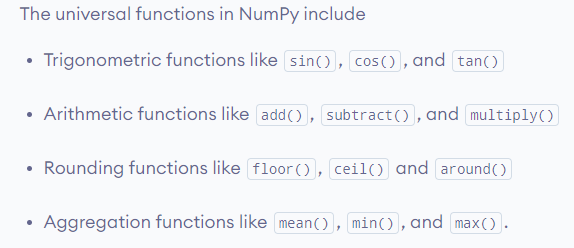 The universal functions in NumPy include
• Trigonometric functions like sin(), cos(), and tan()
• Arithmetic functions like add(), subtract(), and multiply()
• Rounding functions like floor(), ceil() and around()
• Aggregation functions like mean(), min(), and max().